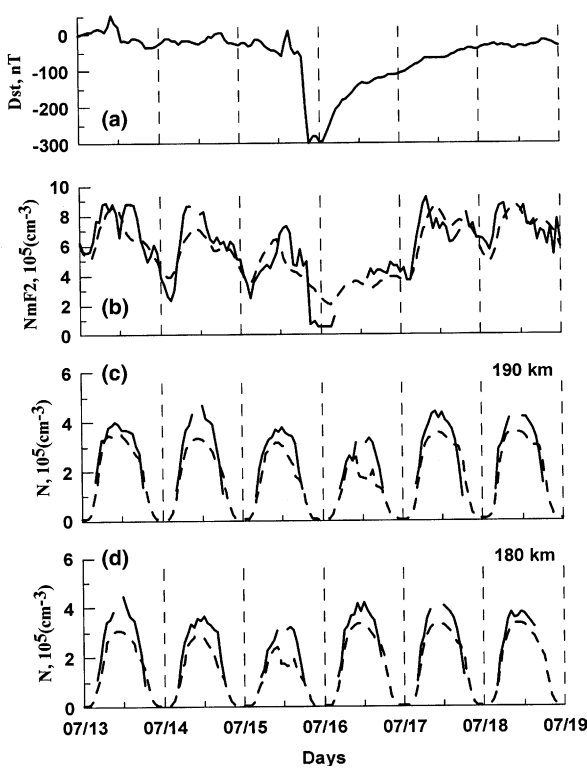 0
-100
-200
-300
Dst, nT
(a)
10
8
6
4
2
0
NmF2, 10^5(cm-3)
(b)
6
4
2
0
N, 10^5(cm-3)
(c)
190 km
6
4
2
0
N, 10^5(cm-3)
(d)
180 km
07/13 07/14 07/15 07/16 07/17 07/18 07/19
Days